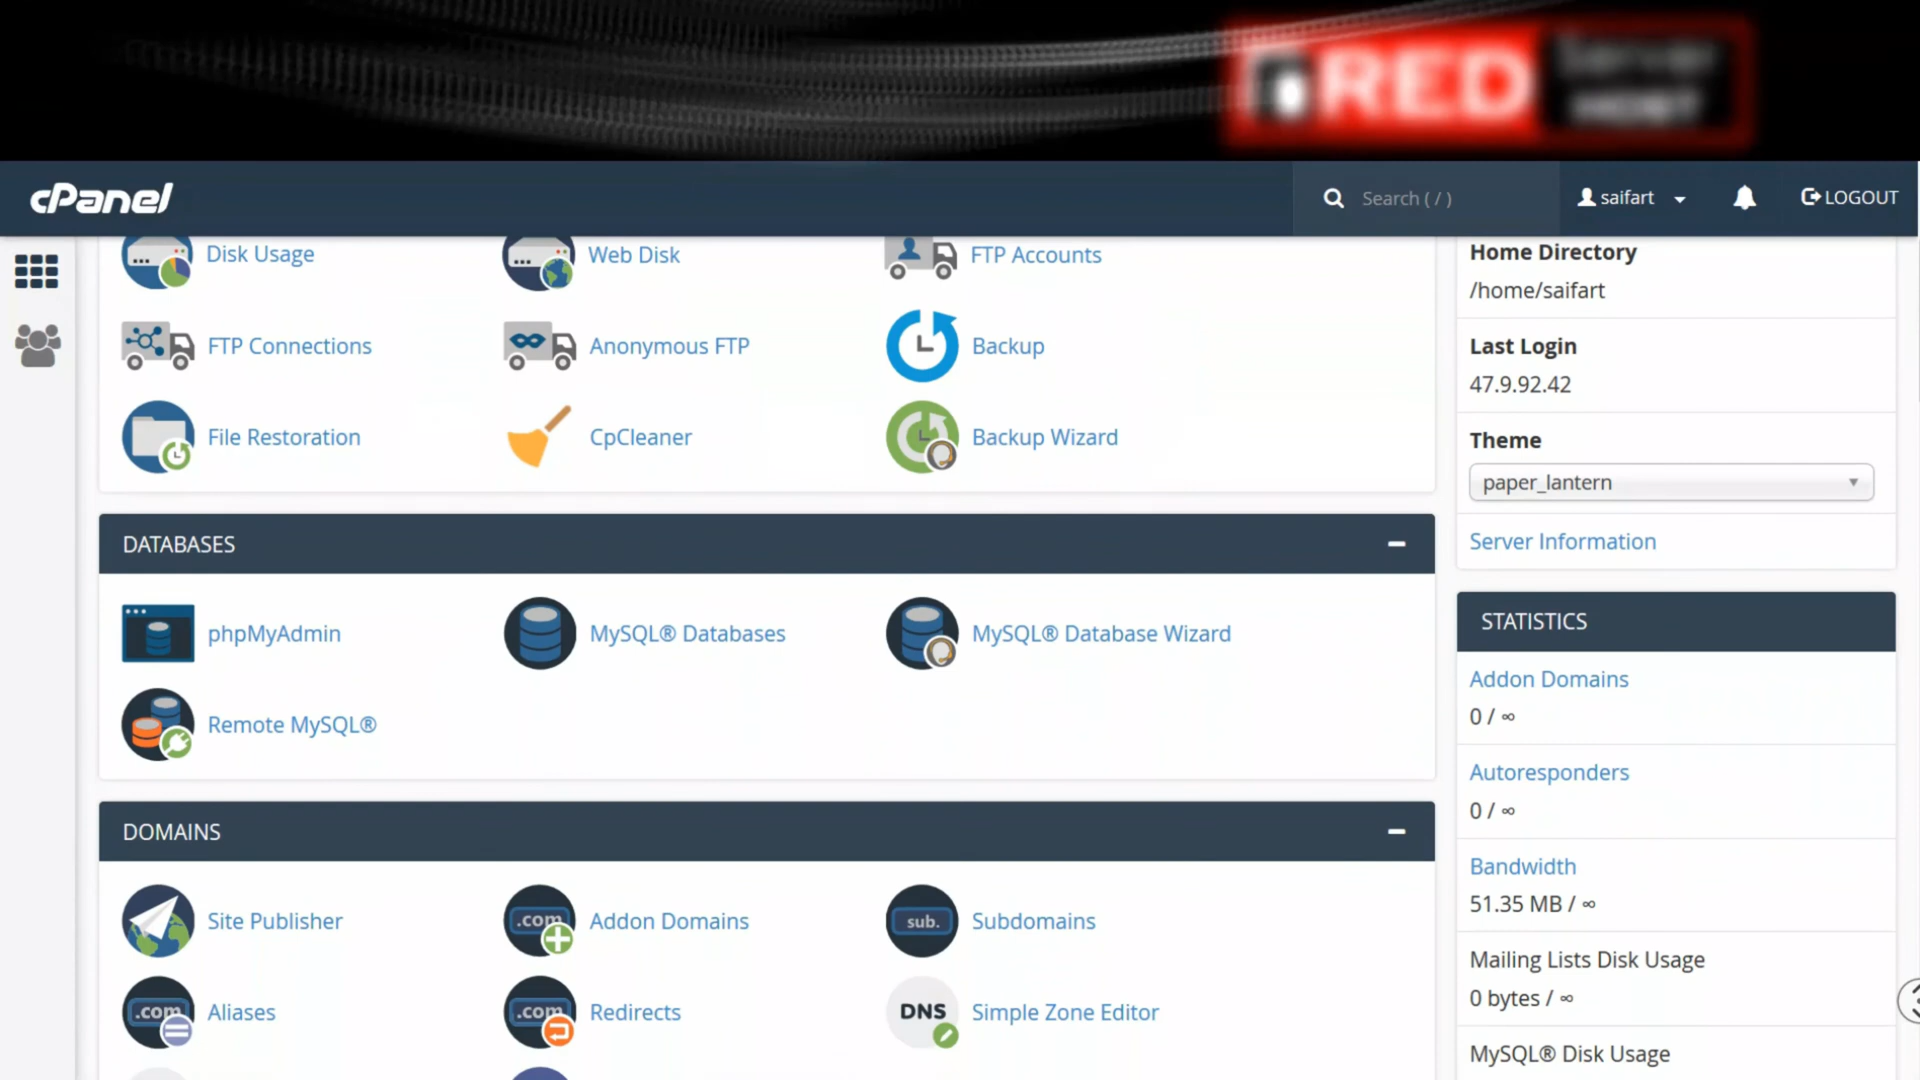 RED Server HOST
cPanel
Search ( / )
saifart
LOGOUT
Disk Usage
Web Disk
FTP Accounts
FTP Connections
Anonymous FTP
Backup
File Restoration
CpCleaner
Backup Wizard
DATABASES
phpMyAdmin
MySQL® Databases
MySQL® Database Wizard
Remote MySQL®
DOMAINS
Site Publisher
.com
Addon Domains
sub.
Subdomains
.com
Aliases
.com
Redirects
DNS
Simple Zone Editor
Home Directory
/home/saifart
Last Login
47.9.92.42
Theme
paper_lantern
Server Information
STATISTICS
Addon Domains
0 / ∞
Autoresponders
0 / ∞
Bandwidth
51.35 MB / ∞
Mailing Lists Disk Usage
0 bytes / ∞
MySQL® Disk Usage